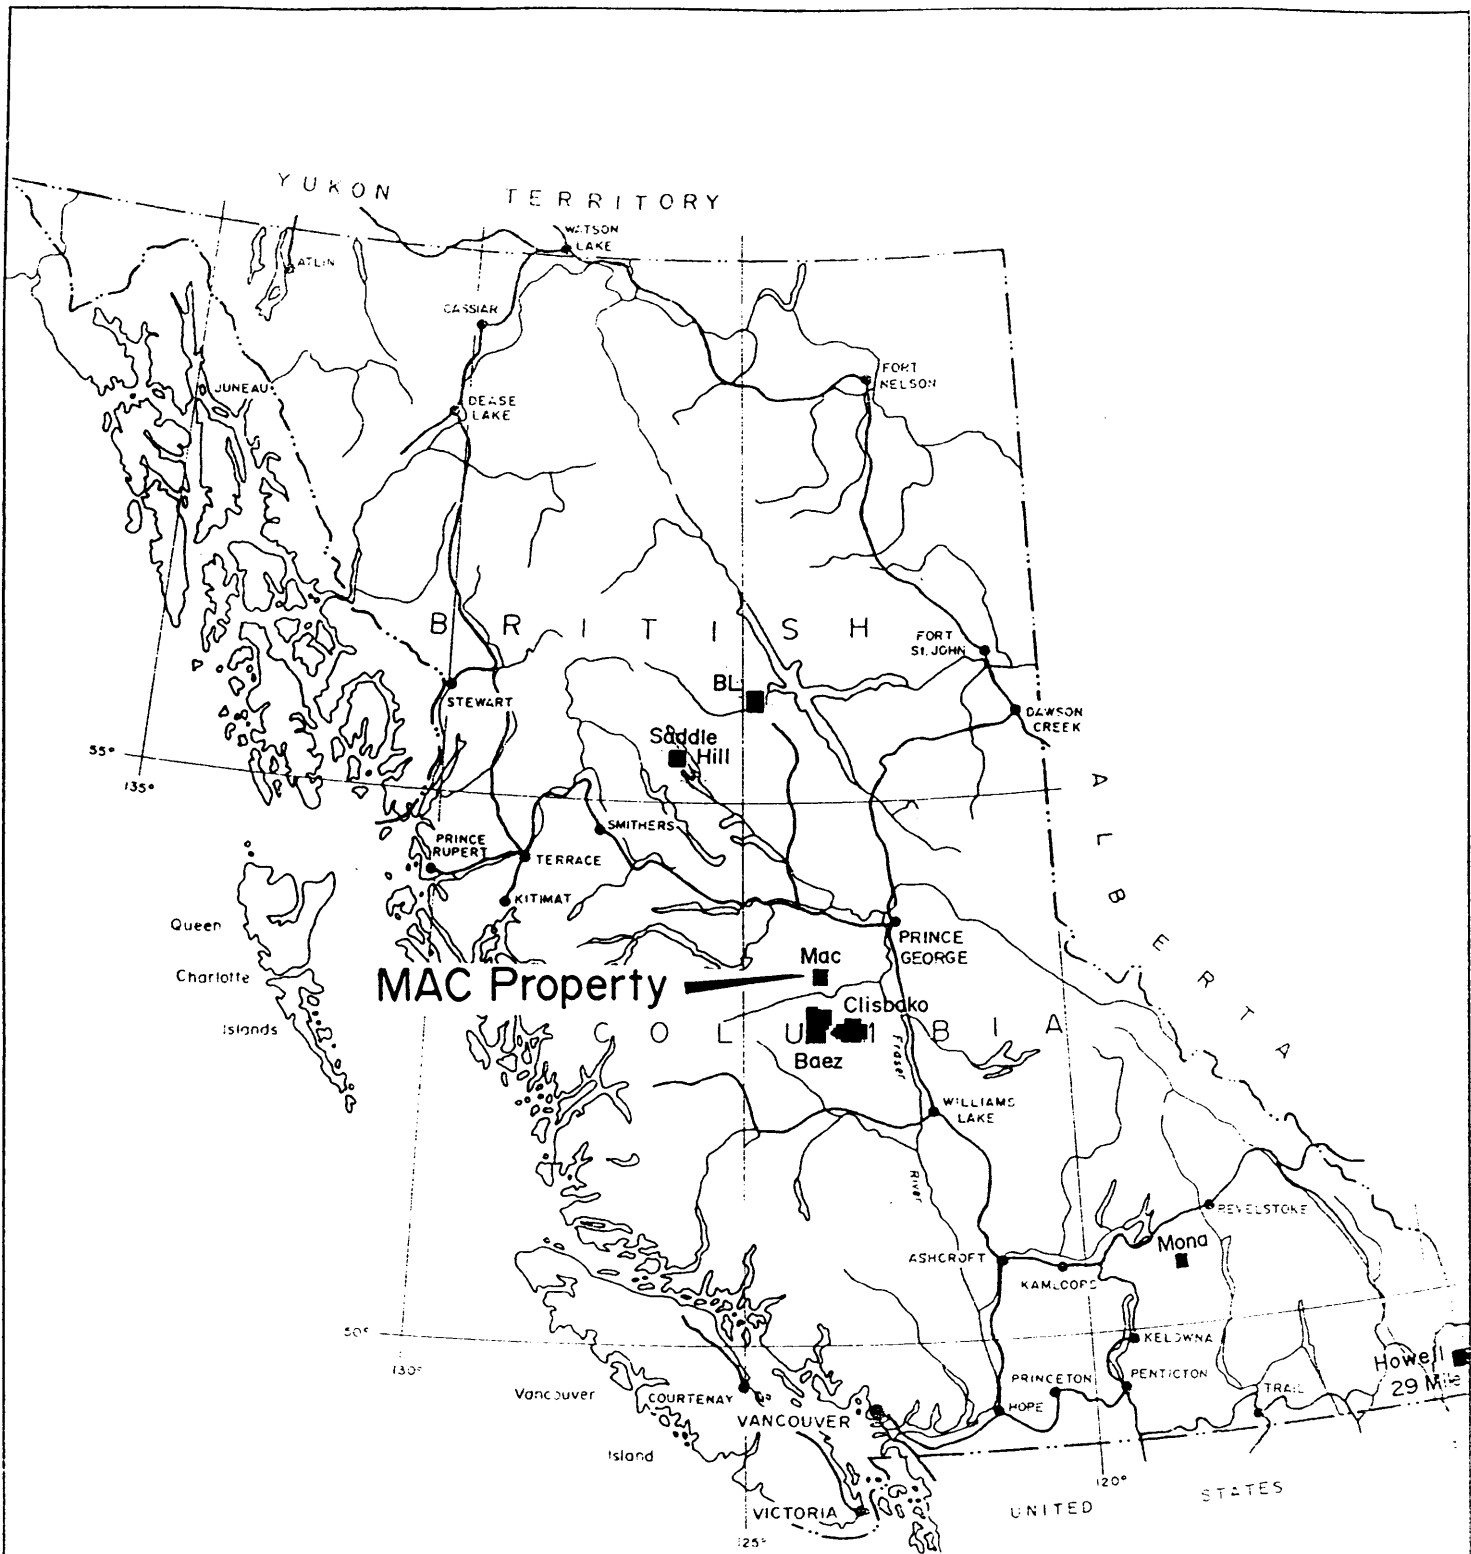 YUKON TERRITORY
WATSON
LAKE
ATLIN
CASSIAR
FORT
NELSON
JUNEAU
DEASE
LAKE
BRITISH
FORT
ST. JOHN
BL
STEWART
DAWSON
CREEK
Saddle
Hill
55°
135°
ALBERTA
SMITHERS
PRINCE
RUPERT
TERRACE
KITIMAT
Queen
Charlotte
Islands
PRINCE
GEORGE
Mac
MAC Property
Clisbako
COLUMBIA
Baez
Fraser
River
WILLIAMS
LAKE
REVELSTOKE
Mona
ASHCROFT
KAMLOOPS
50°
130°
KELOWNA
Howell
29 Mile
PRINCETON
PENTICTON
TRAIL
Vancouver
Island
COURTENAY
VANCOUVER
HOPE
120°
UNITED STATES
VICTORIA
125°